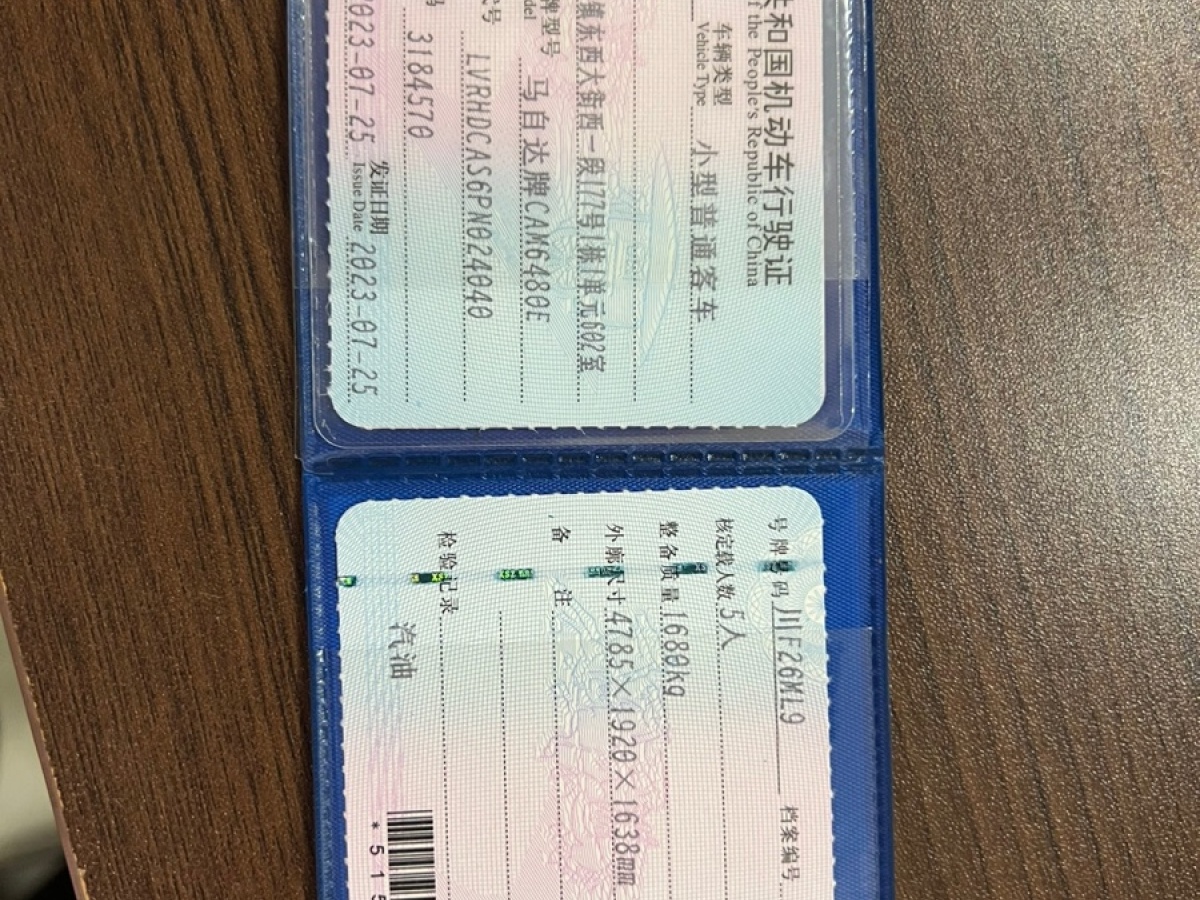 共和国机动车行驶证
of the People's Republic of China
车辆类型 小型普通客车
Vehicle Type
镇东西大街西一段177号1栋1单元602室
牌型号 马自达牌CAM6480E
代号 LVRHDCAS6PN024040
3184570
2023-07-25 发证日期 2023-07-25
Issue Date
号牌号码 川F26ML9 档案编号
核定载人数 5人
整备质量 1680kg
外廓尺寸 4785×1920×1638mm
备 注
检验记录
汽油
*515